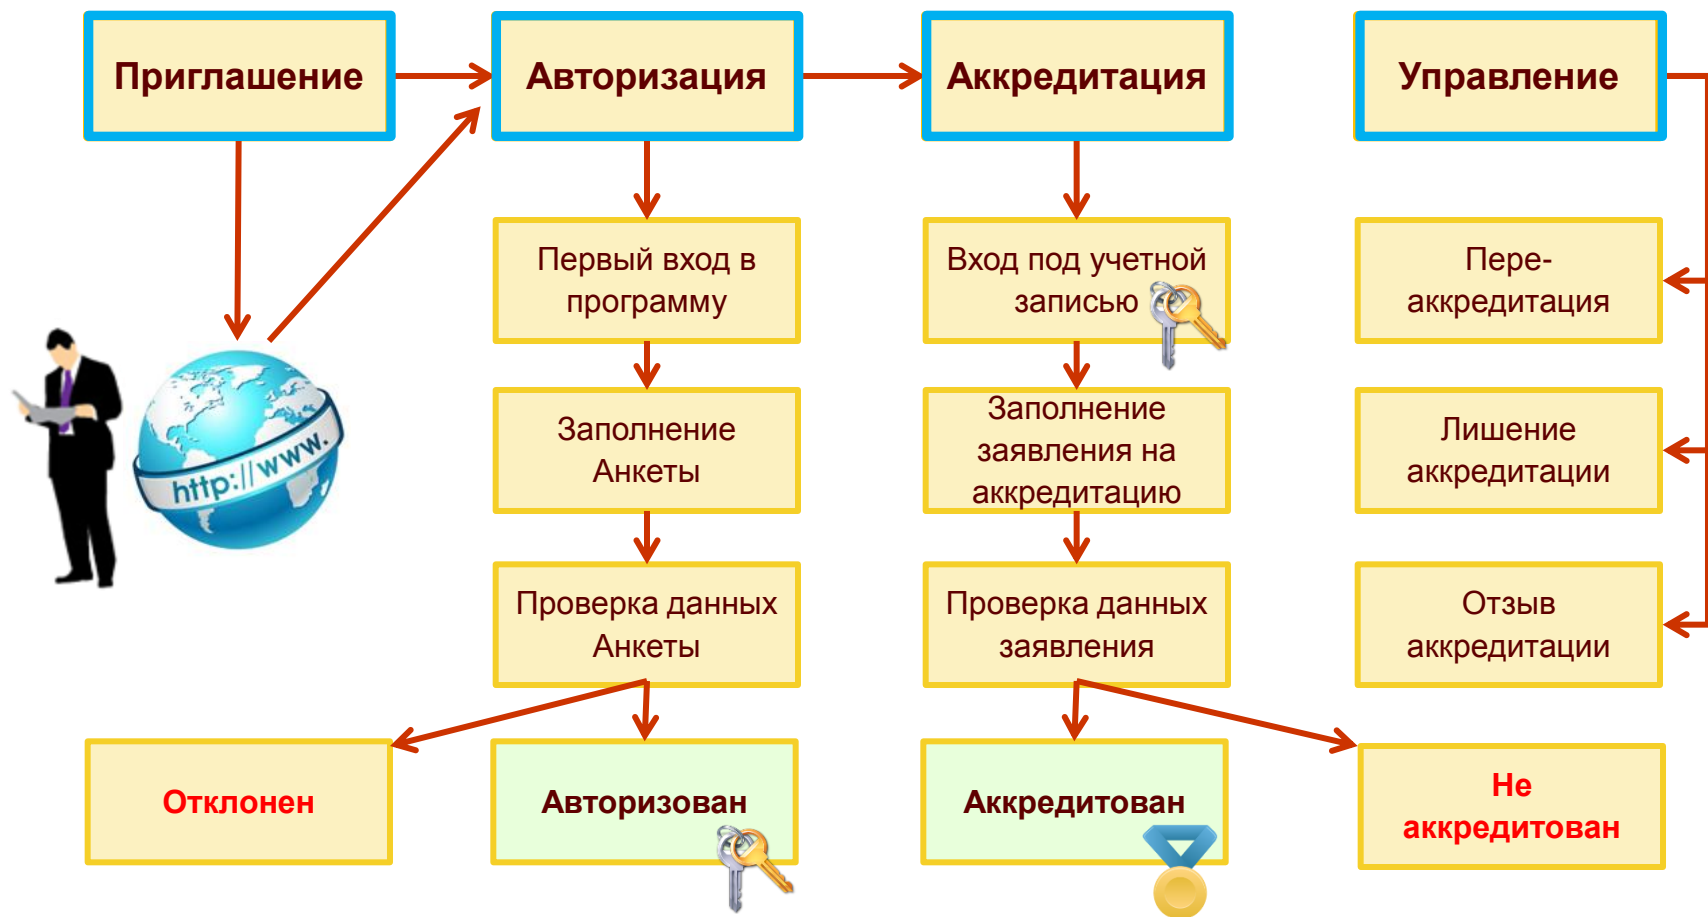 Приглашение
Авторизация
Аккредитация
Управление
Первый вход в
программу
Вход под учетной
записью
Пере-
аккредитация
Заполнение
Анкеты
Заполнение
заявления на
аккредитацию
Лишение
аккредитации
http://www.
Проверка данных
Анкеты
Проверка данных
заявления
Отзыв
аккредитации
Отклонен
Авторизован
Аккредитован
Не
аккредитован